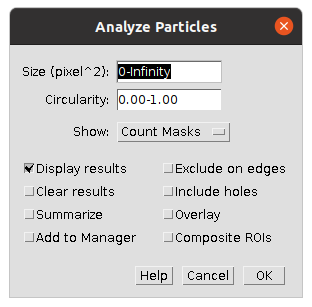 Analyze Particles
Size (pixel^2): 0-Infinity
Circularity: 0.00-1.00
Show: Count Masks
Display results Exclude on edges
Clear results Include holes
Summarize Overlay
Add to Manager Composite ROIs
Help Cancel OK